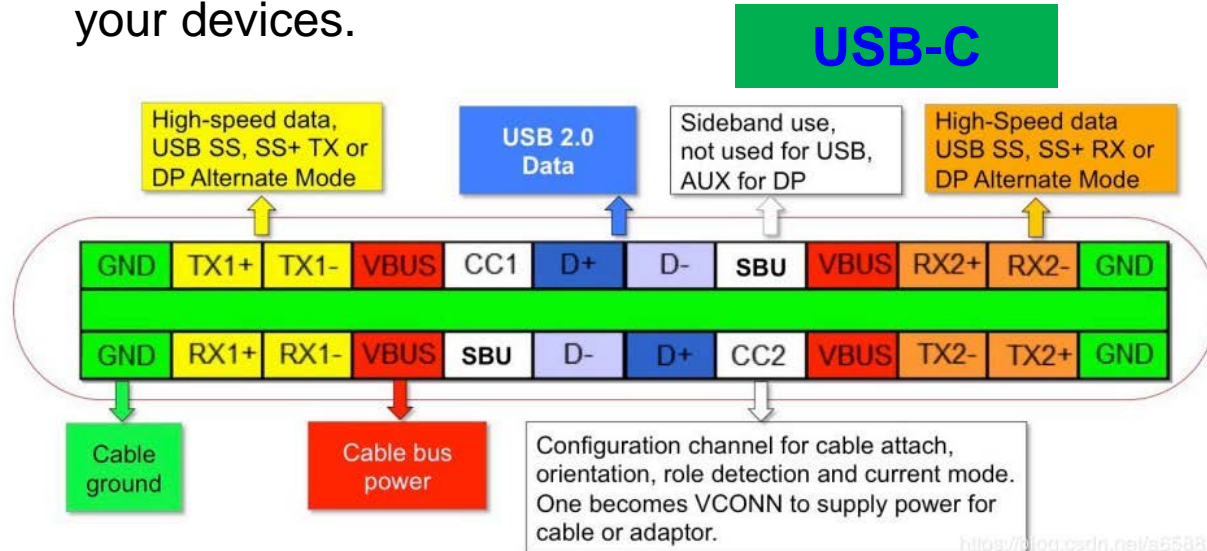 your devices.
USB-C
High-speed data,
USB SS, SS+ TX or
DP Alternate Mode
USB 2.0
Data
Sideband use,
not used for USB,
AUX for DP
High-Speed data
USB SS, SS+ RX or
DP Alternate Mode
GND TX1+ TX1- VBUS CC1 D+ D- SBU VBUS RX2+ RX2- GND
GND RX1+ RX1- VBUS SBU D- D+ CC2 VBUS TX2- TX2+ GND
Cable
ground
Cable bus
power
Configuration channel for cable attach,
orientation, role detection and current mode.
One becomes VCONN to supply power for
cable or adaptor.
https://blog.csdn.net/a6588